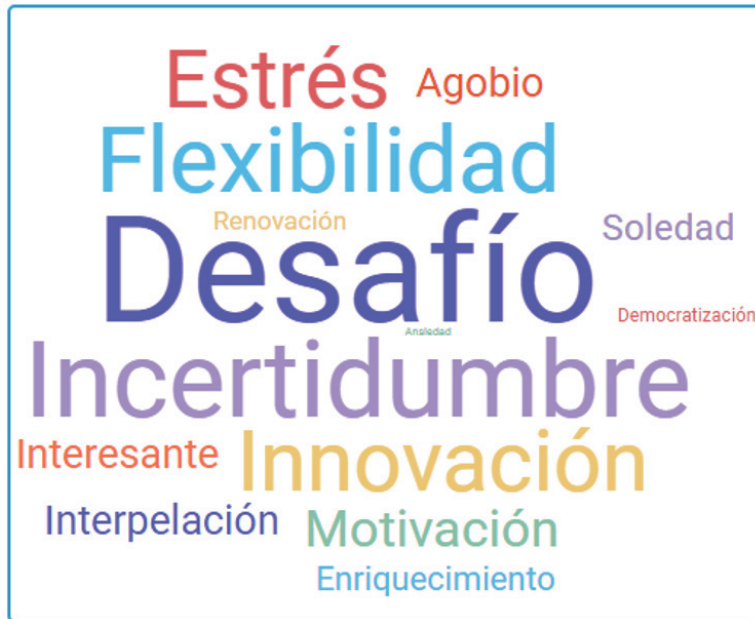 Estrés Agobio
Flexibilidad
Renovación
Soledad
Desafío
Democratización
Ansiedad
Incertidumbre
Interesante Innovación
Interpelación Motivación
Enriquecimiento